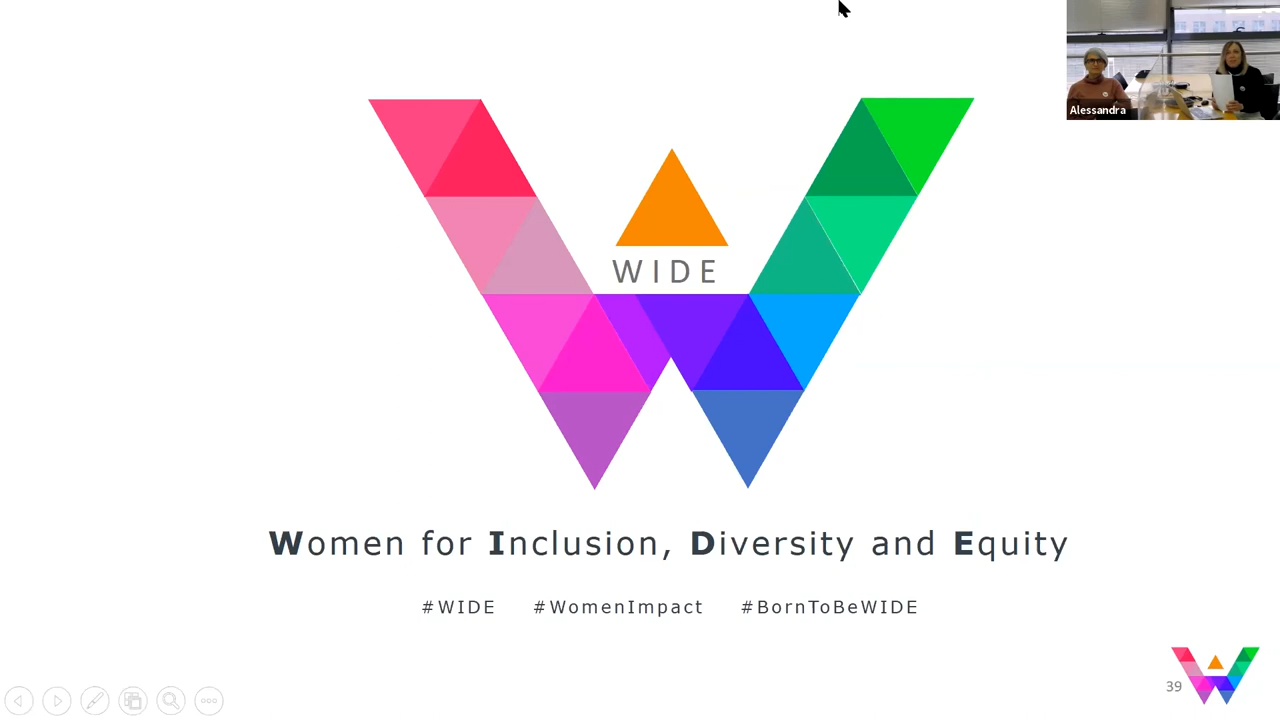 Alessandra
WIDE
Women for Inclusion, Diversity and Equity
#WIDE #WomenImpact #BornToBeWIDE
39